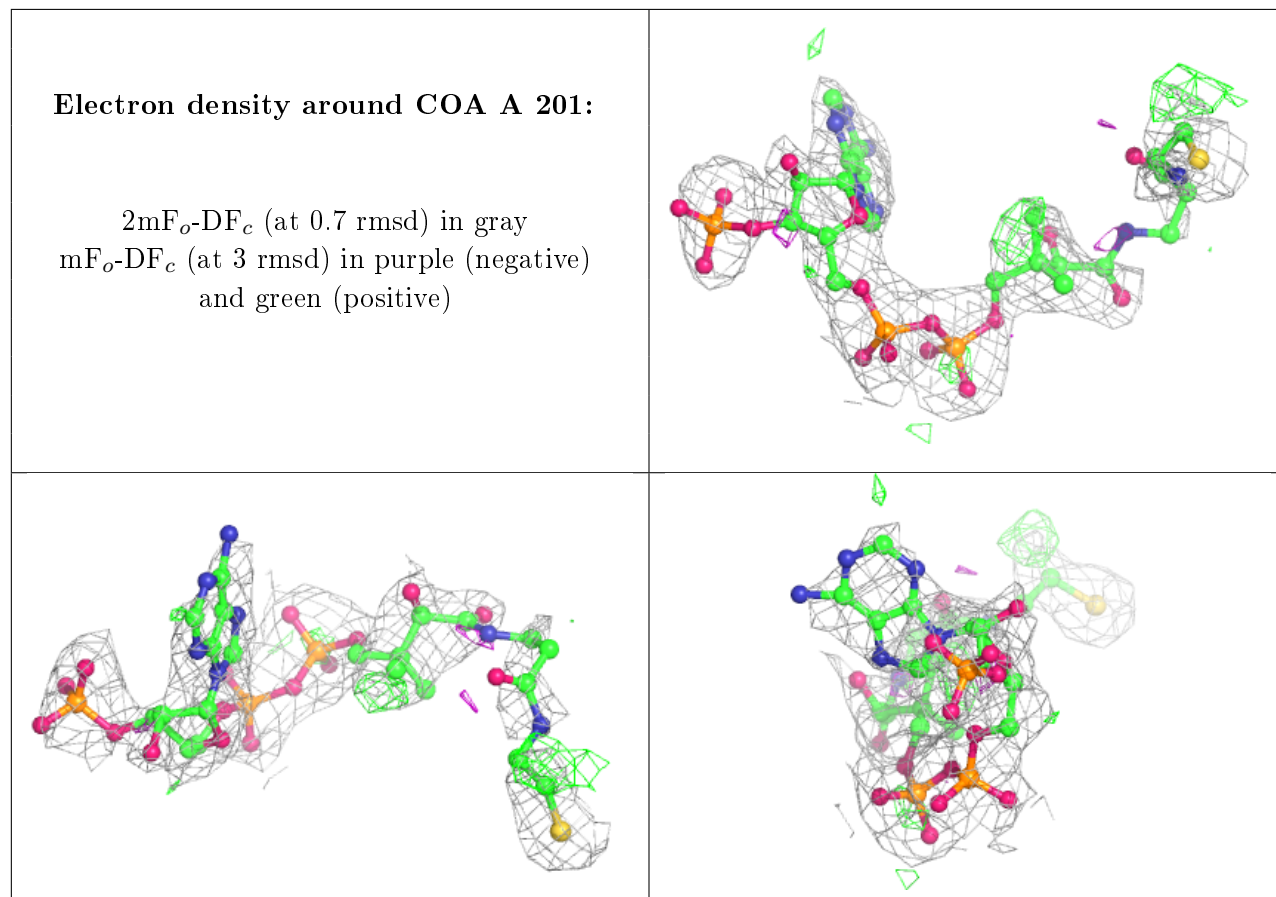 Electron density around COA A 201:
2mFo-DFc (at 0.7 rmsd) in gray
mFo-DFc (at 3 rmsd) in purple (negative)
and green (positive)